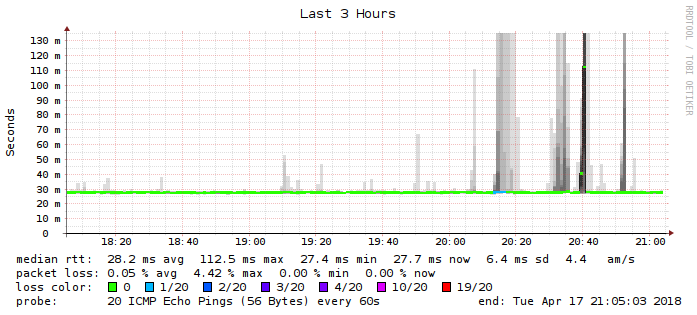 Last 3 Hours
RRDTOOL / TOBI OETIKER
Seconds
130 m
120 m
110 m
100 m
90 m
80 m
70 m
60 m
50 m
40 m
30 m
20 m
10 m
0
18:20 18:40 19:00 19:20 19:40 20:00 20:20 20:40 21:00
median rtt: 28.2 ms avg 112.5 ms max 27.4 ms min 27.7 ms now 6.4 ms sd 4.4 am/s
packet loss: 0.05 % avg 4.42 % max 0.00 % min 0.00 % now
loss color: 0 1/20 2/20 3/20 4/20 10/20 19/20
probe: 20 ICMP Echo Pings (56 Bytes) every 60s end: Tue Apr 17 21:05:03 2018